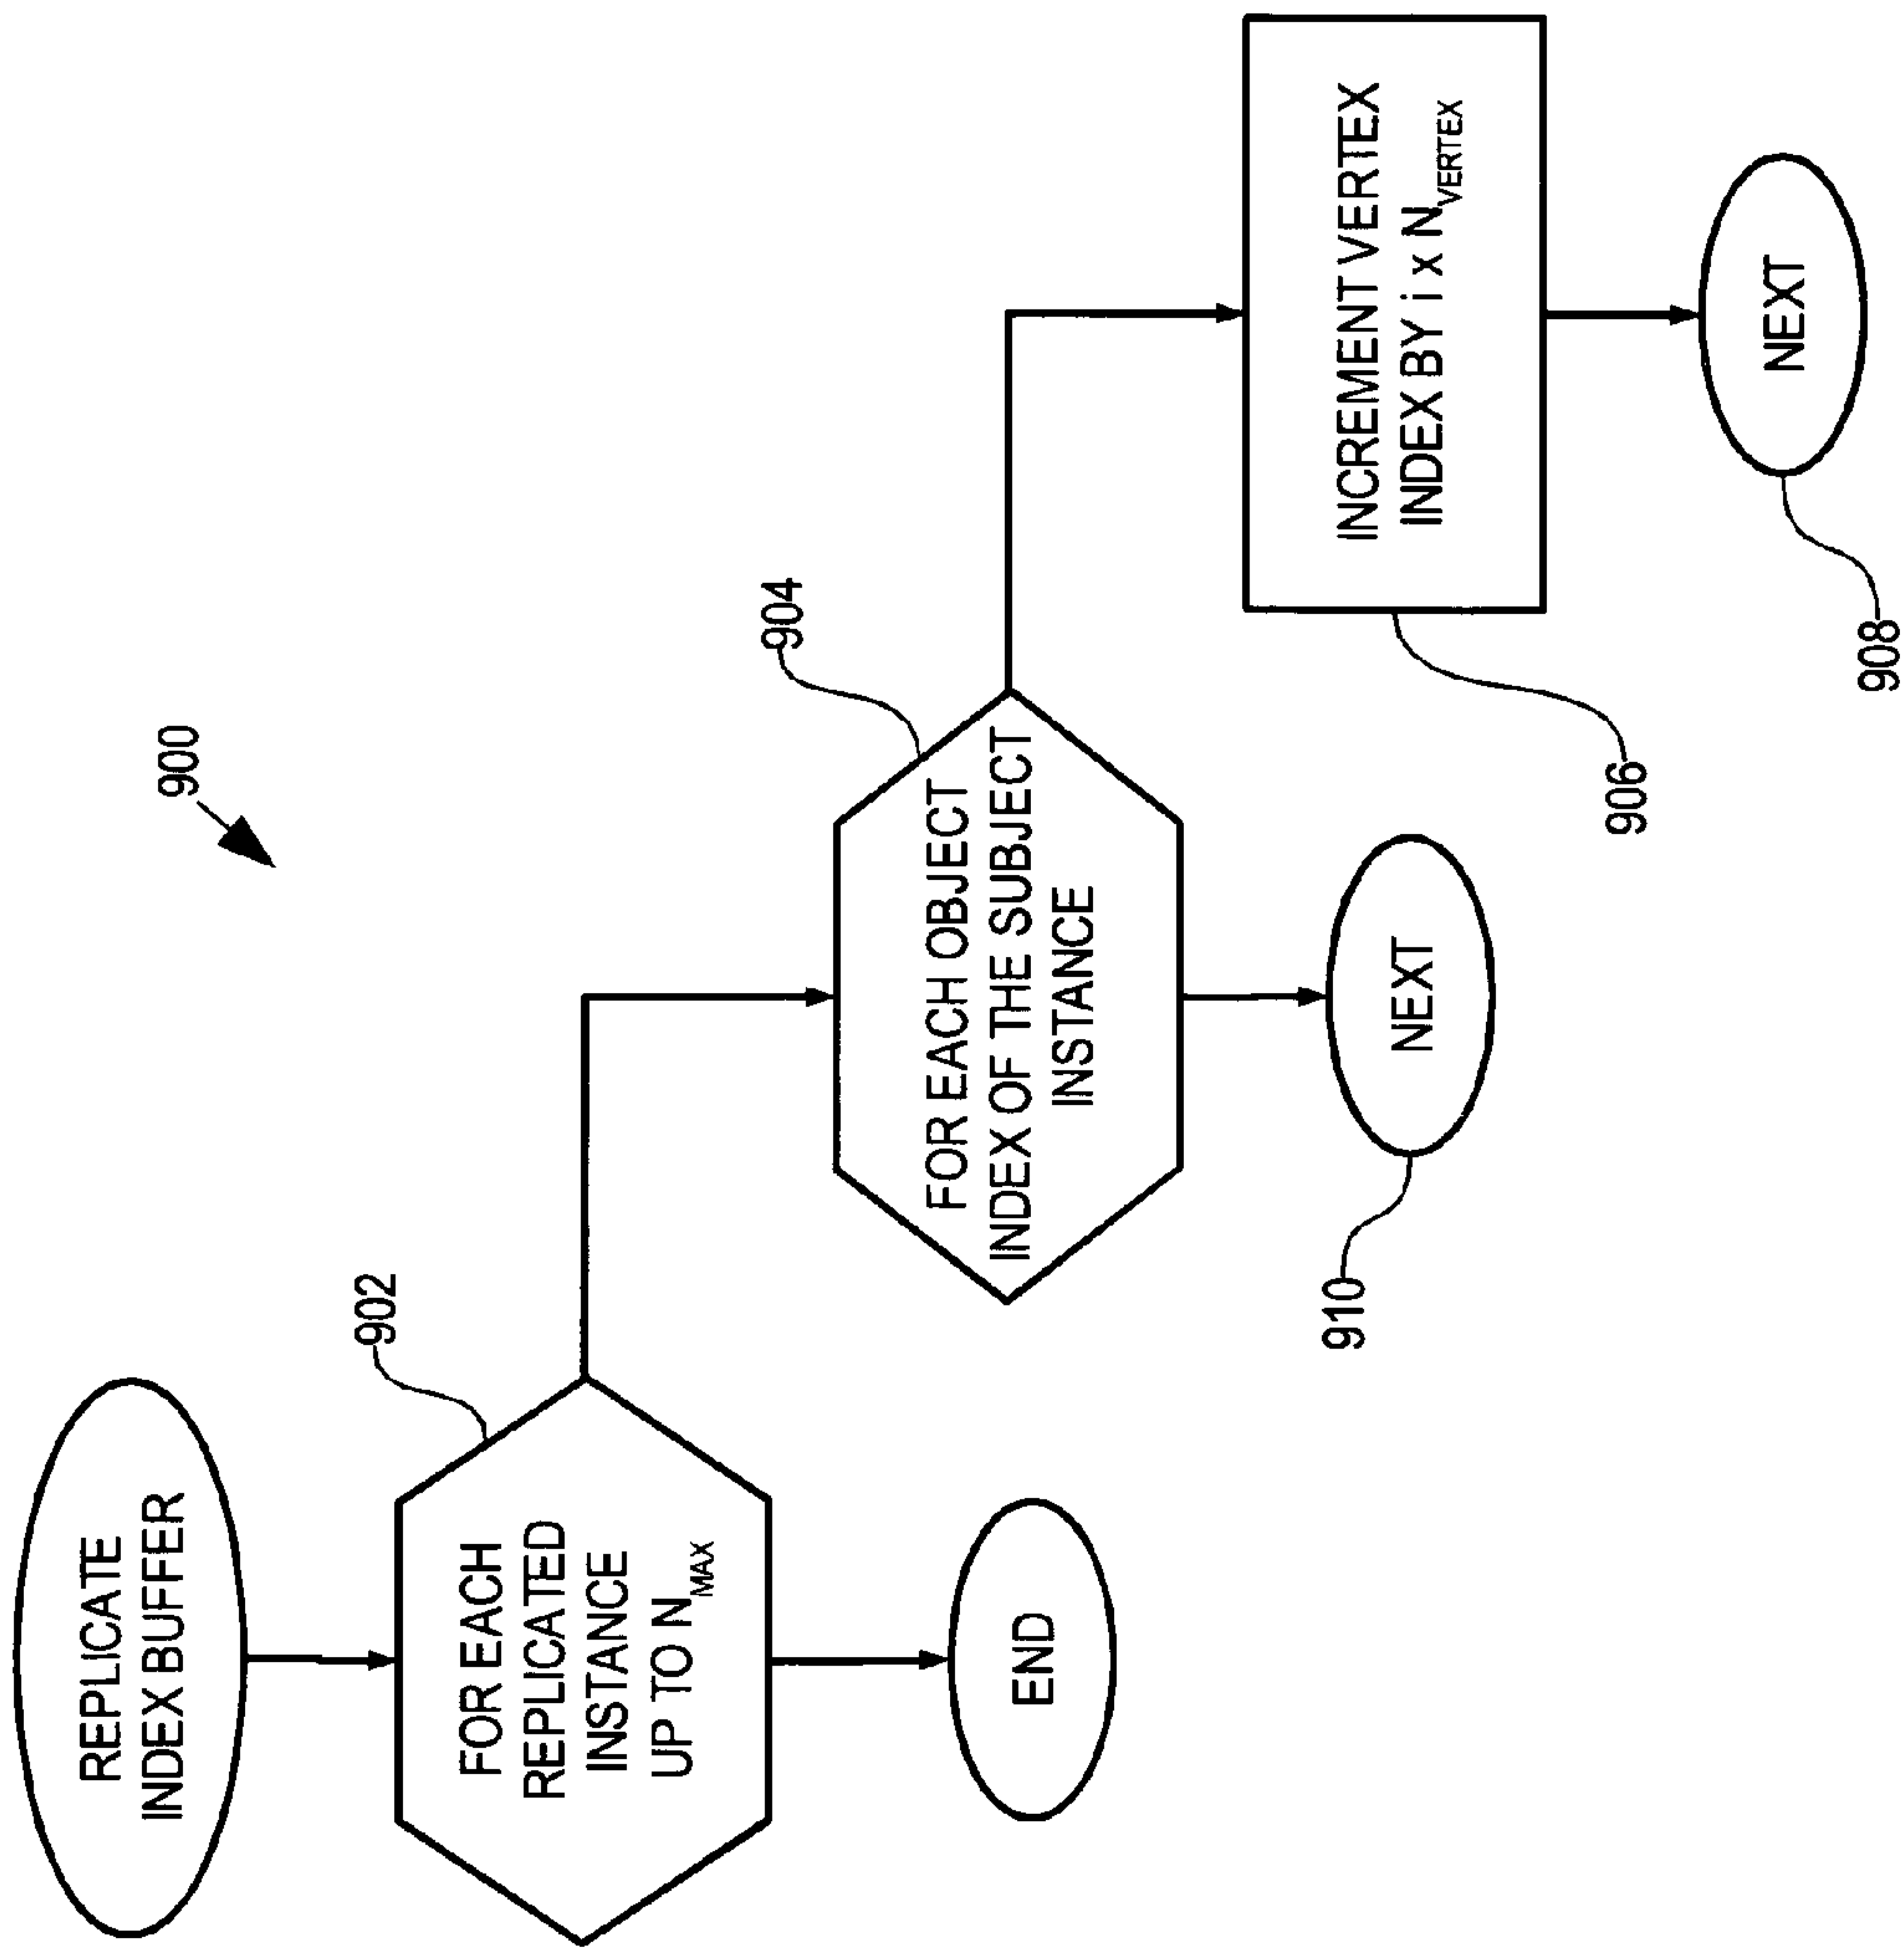 900
REPLICATE
INDEX BUFFER
902
FOR EACH
REPLICATED
INSTANCE
UP TO NMAX
END
904
FOR EACH OBJECT
INDEX OF THE SUBJECT
INSTANCE
910
NEXT
906
INCREMENT VERTEX
INDEX BY i x NVERTEX
908
NEXT